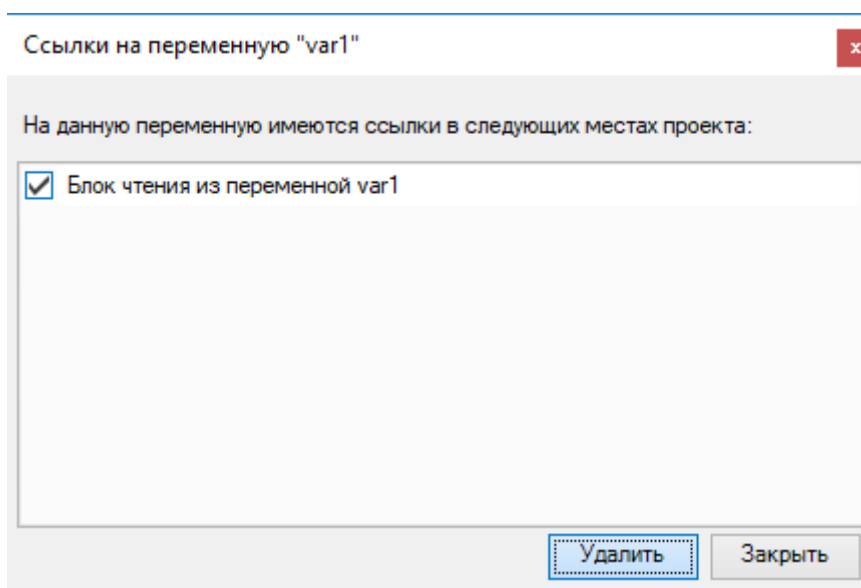 Ссылки на переменную "var1"
x
На данную переменную имеются ссылки в следующих местах проекта:
Блок чтения из переменной var1
Удалить Закрыть